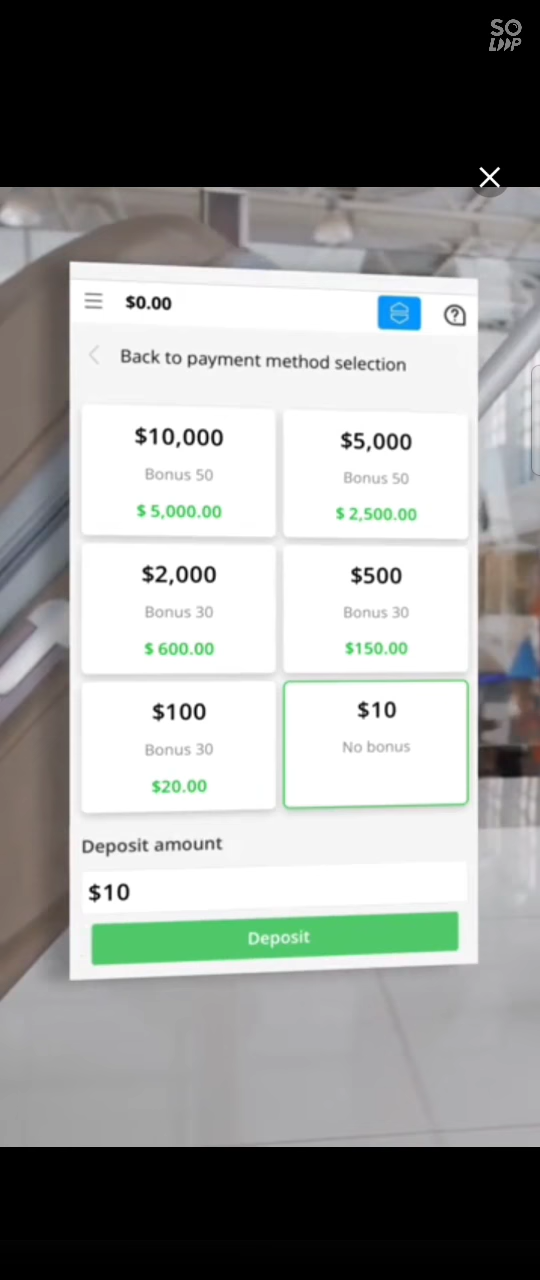 SO
LOOP
$0.00
Back to payment method selection
$10,000
Bonus 50
$ 5,000.00
$5,000
Bonus 50
$ 2,500.00
$2,000
Bonus 30
$ 600.00
$500
Bonus 30
$150.00
$100
Bonus 30
$20.00
$10
No bonus
Deposit amount
$10
Deposit